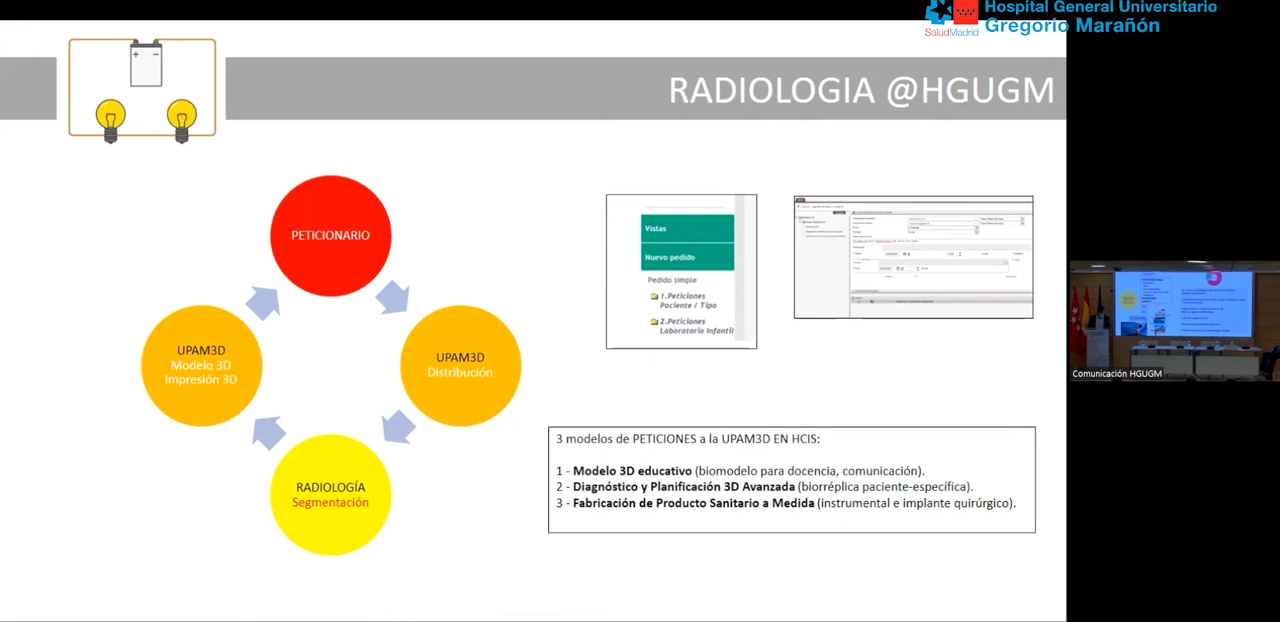 Hospital General Universitario
Gregorio Marañón
SaludMadrid
RADIOLOGIA @HGUGM
PETICIONARIO
UPAM3D
Distribución
RADIOLOGÍA
Segmentación
UPAM3D
Modelo 3D
Impresión 3D
Vistas
Nuevo pedido
Pedido simple
1.Peticiones
Paciente / Tipo
2.Peticiones
Laboratorio Infantil
3 modelos de PETICIONES a la UPAM3D EN HCIS:
1 - Modelo 3D educativo (biomodelo para docencia, comunicación).
2 - Diagnóstico y Planificación 3D Avanzada (biorréplica paciente-específica).
3 - Fabricación de Producto Sanitario a Medida (instrumental e implante quirúrgico).
Comunicación HGUGM